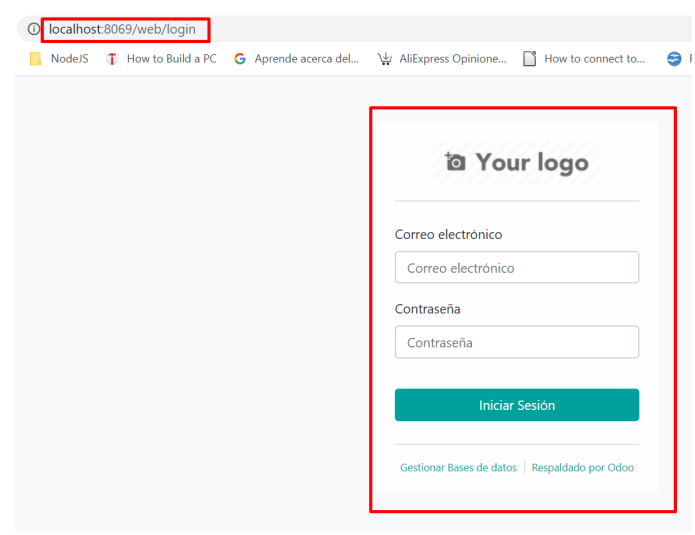 localhost:8069/web/login
NodeJS How to Build a PC Aprende acerca del... AliExpress Opinione... How to connect to...
Your logo
Correo electrónico
Correo electrónico
Contraseña
Contraseña
Iniciar Sesión
Gestionar Bases de datos | Respaldado por Odoo